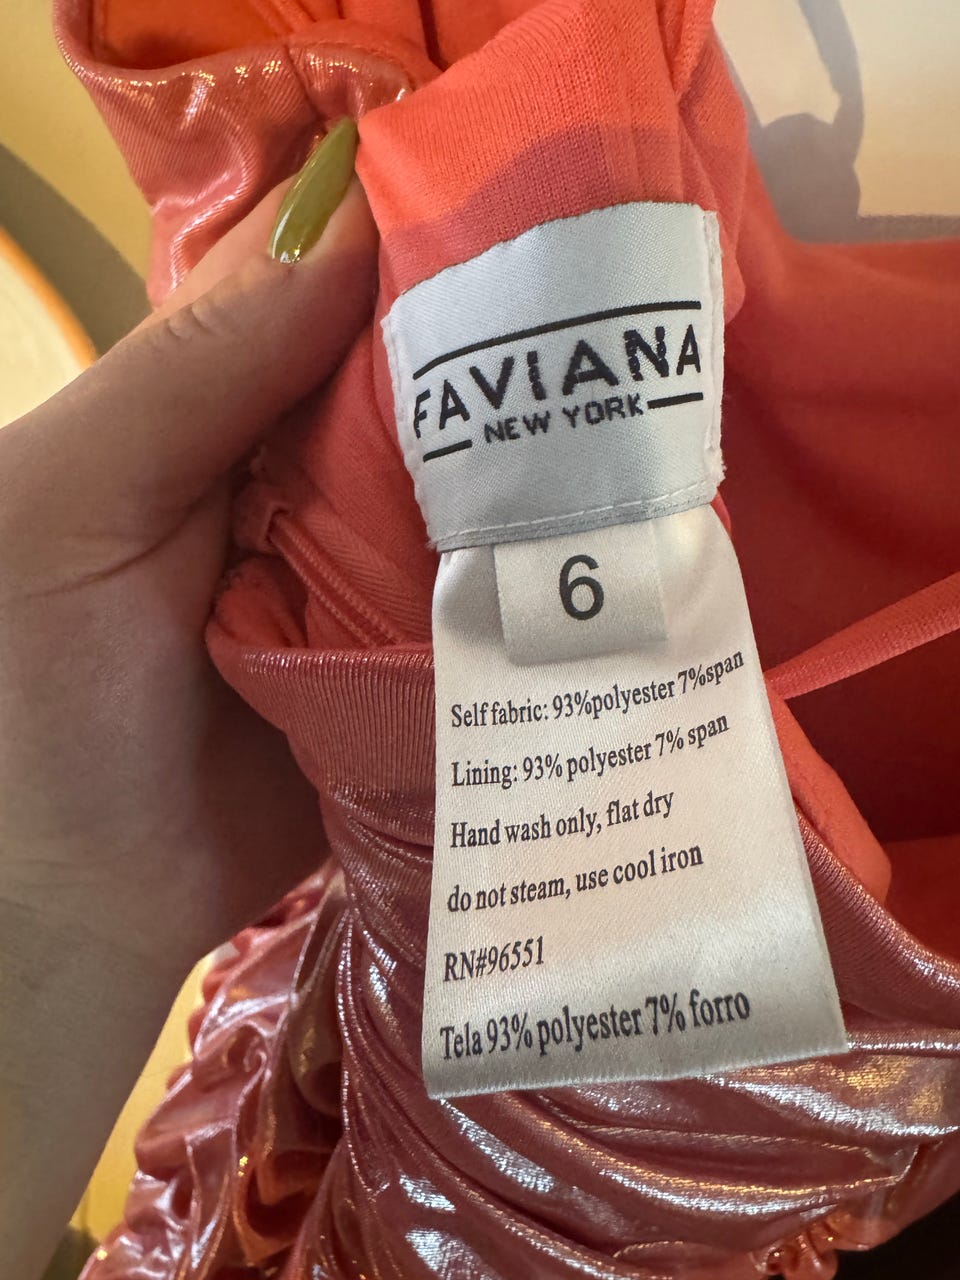 FAVIANA
NEW YORK
6
Self fabric: 93%polyester 7%span
Lining: 93% polyester 7% span
Hand wash only, flat dry
do not steam, use cool iron
RN#96551
Tela 93% polyester 7% forro